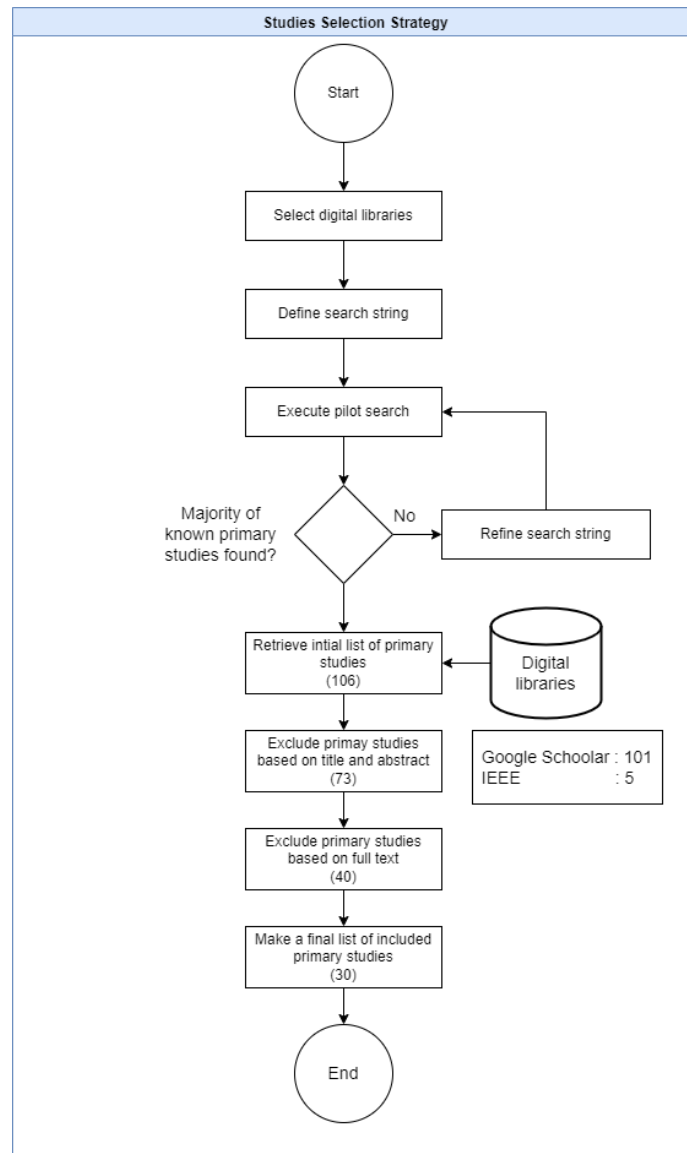 Studies Selection Strategy
Start
Select digital libraries
Define search string
Execute pilot search
Majority of
known primary
studies found?
No
Refine search string
Retrieve intial list of primary
studies
(106)
Digital
libraries
Exclude primay studies
based on title and abstract
(73)
Google Schoolar : 101
IEEE : 5
Exclude primary studies
based on full text
(40)
Make a final list of included
primary studies
(30)
End